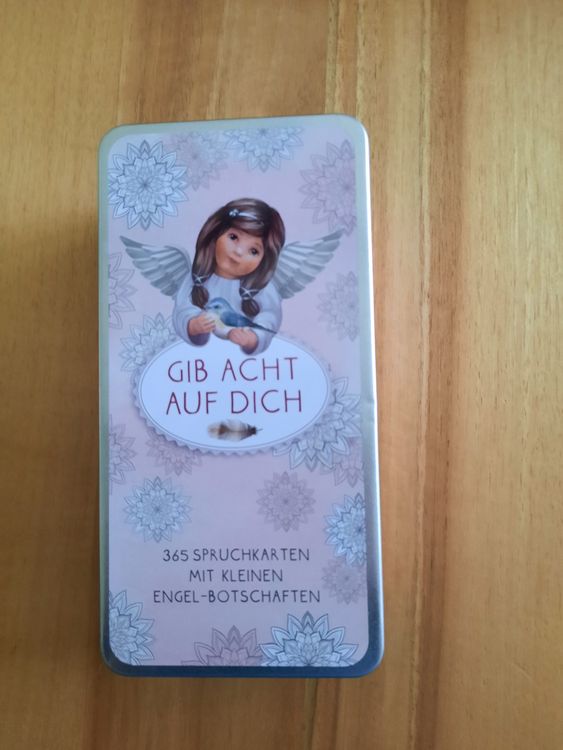 GIB ACHT
AUF DICH
365 SPRUCHKARTEN
MIT KLEINEN
ENGEL-BOTSCHAFTEN